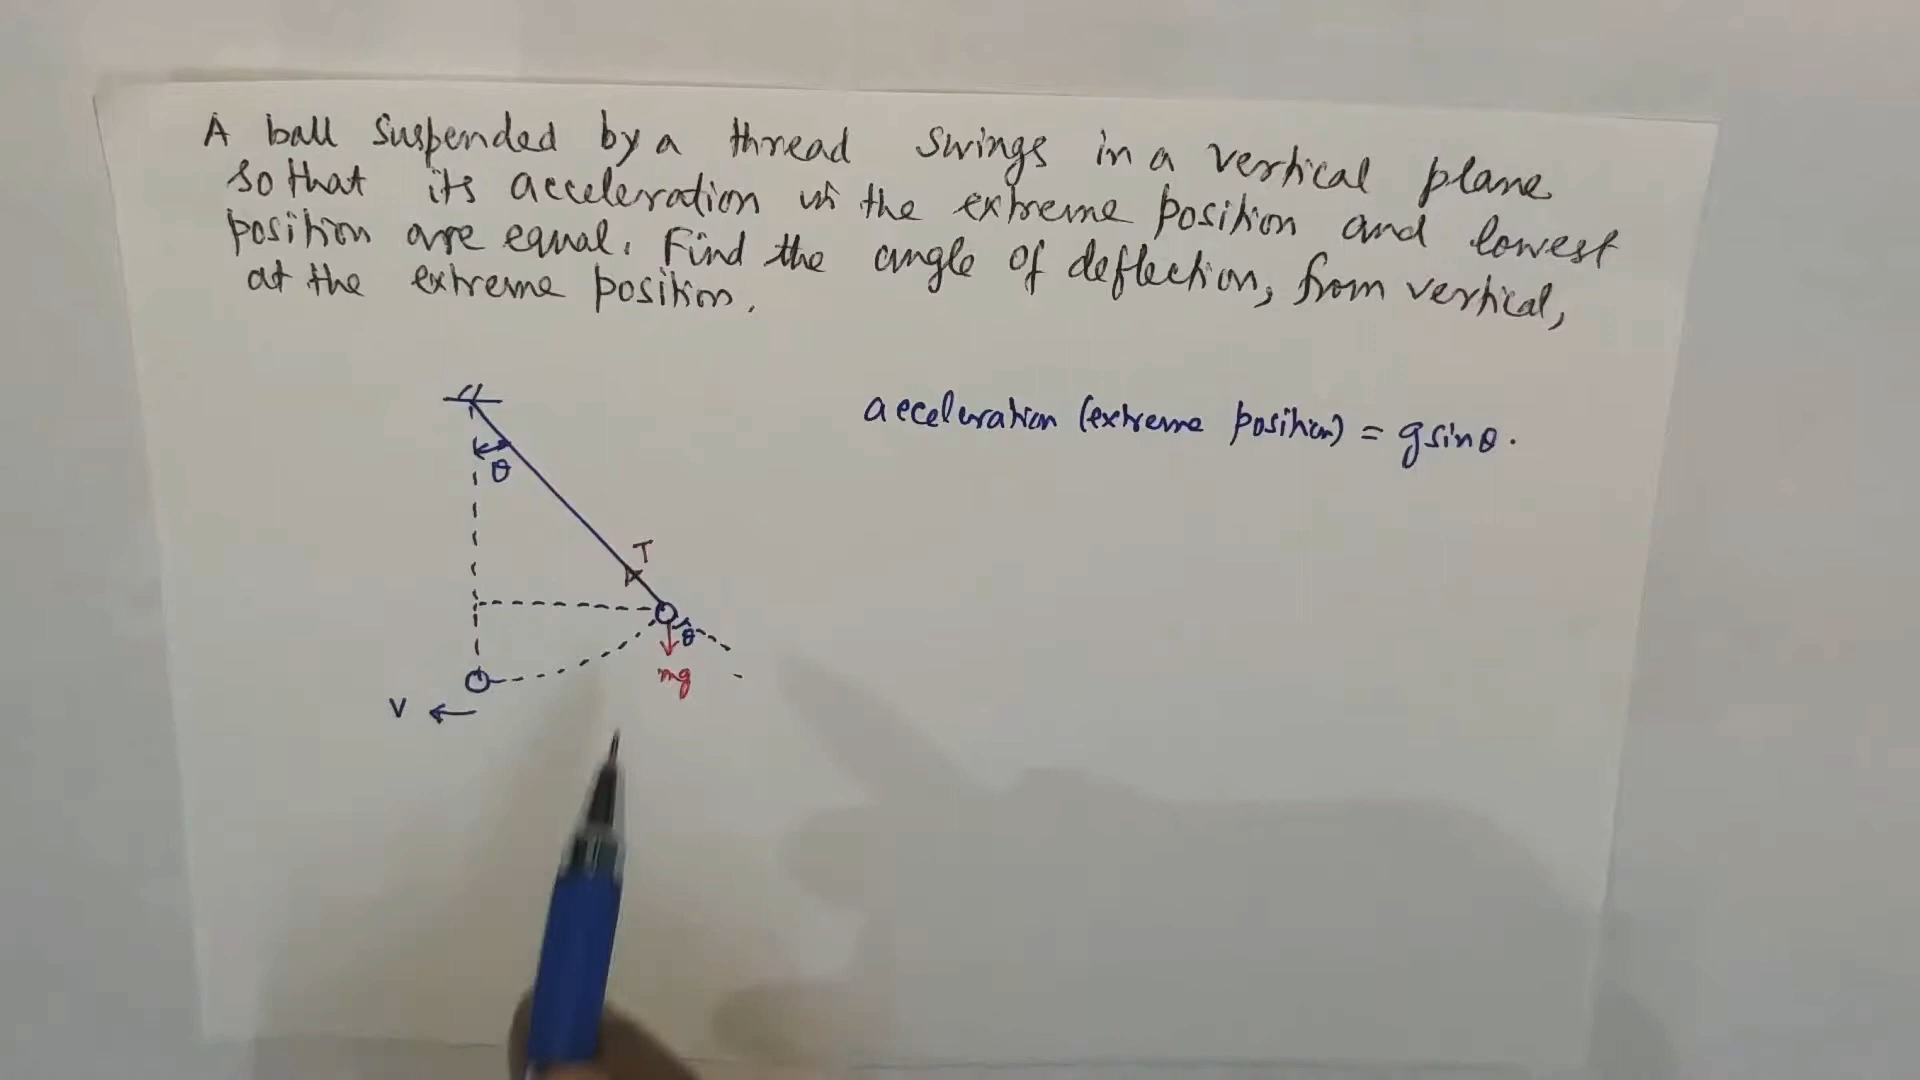 A ball suspended by a thread swings in a vertical plane
so that its acceleration in the extreme position and lowest
position are equal. Find the angle of deflection, from vertical,
at the extreme position.
acceleration (extreme position) = g sin θ.
θ
T
θ
mg
V